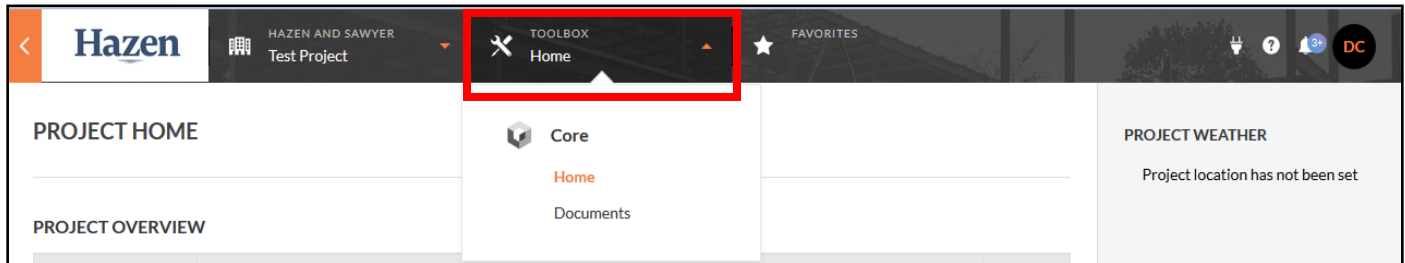 Hazen
HAZEN AND SAWYER
Test Project
TOOLBOX
Home
FAVORITES
3+
DC
PROJECT HOME
Core
Home
Documents
PROJECT OVERVIEW
PROJECT WEATHER
Project location has not been set